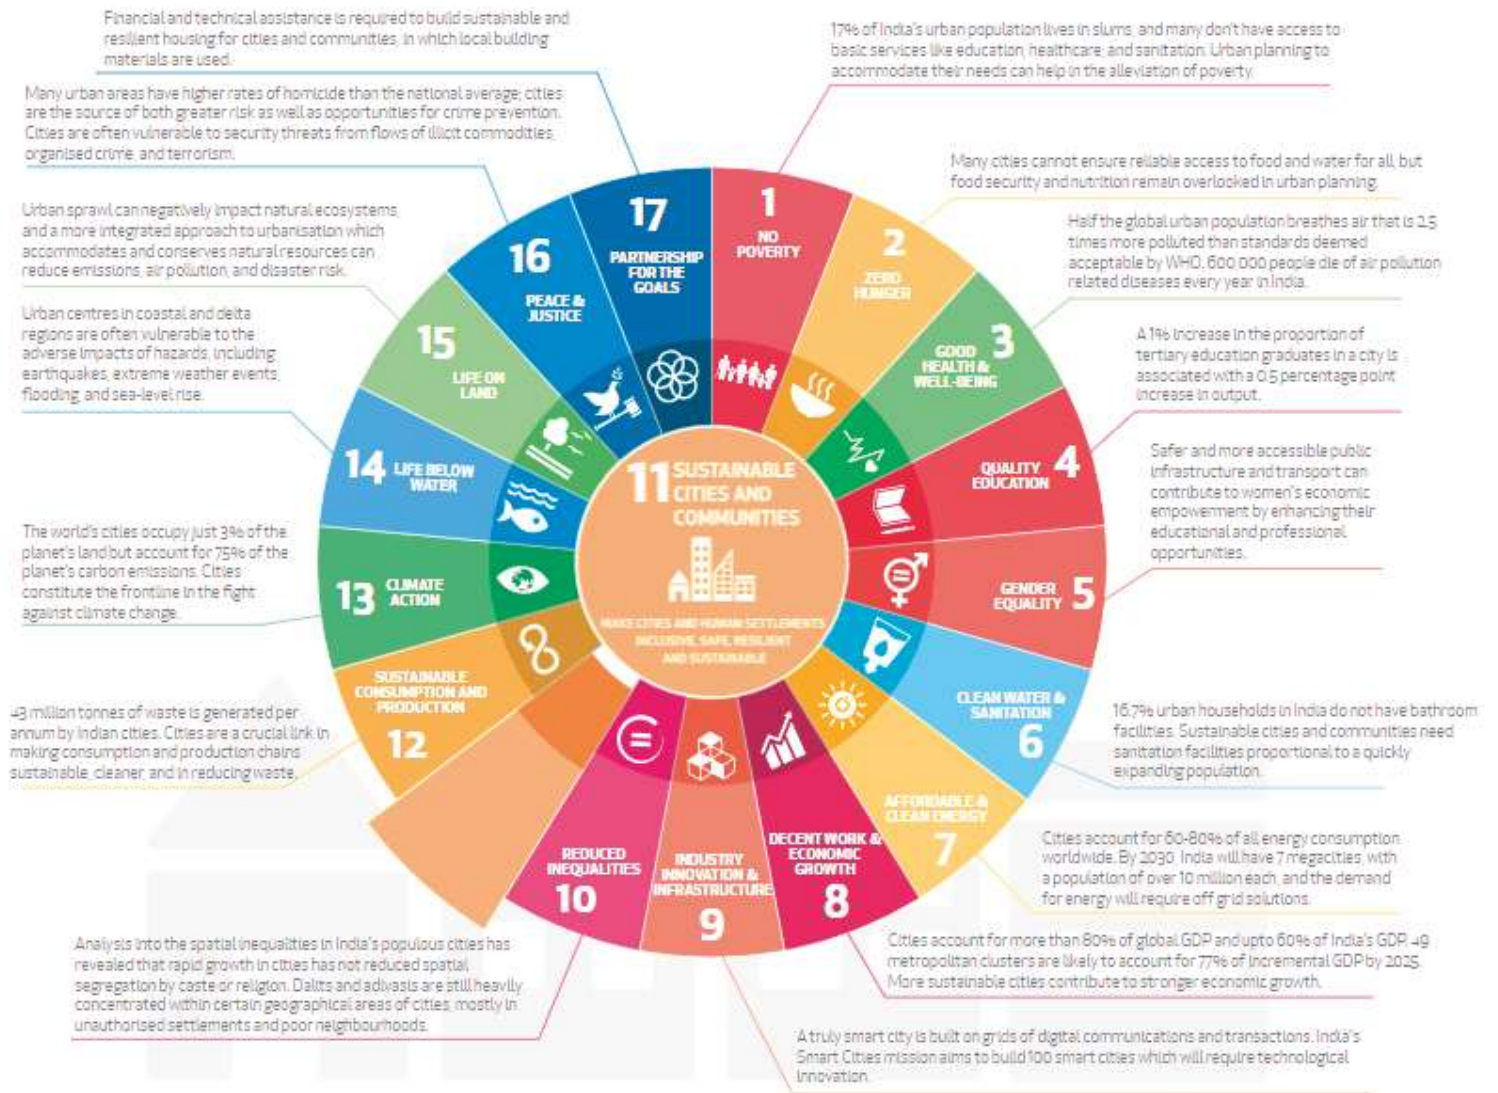 Financial and technical assistance is required to build sustainable and
resilient housing for cities and communities, in which local building
materials are used.
17% of India's urban population lives in slums, and many don't have access to
basic services like education, healthcare, and sanitation. Urban planning to
accommodate their needs can help in the alleviation of poverty.
Many urban areas have higher rates of homicide than the national average; cities
are the source of both greater risk as well as opportunities for crime prevention.
Cities are often vulnerable to security threats from flows of illicit commodities,
organised crime, and terrorism.
Many cities cannot ensure reliable access to food and water for all, but
food security and nutrition remain overlooked in urban planning.
Urban sprawl can negatively impact natural ecosystems
and a more integrated approach to urbanisation which
accommodates and conserves natural resources can
reduce emissions, air pollution, and disaster risk.
Half the global urban population breathes air that is 2.5
times more polluted than standards deemed
acceptable by WHO. 600,000 people die of air pollution
related diseases every year in India.
Urban centres in coastal and delta
regions are often vulnerable to the
adverse impacts of hazards, including
earthquakes, extreme weather events,
flooding, and sea-level rise.
A 1% increase in the proportion of
tertiary education graduates in a city is
associated with a 0.5 percentage point
increase in output.
Safer and more accessible public
infrastructure and transport can
contribute to women's economic
empowerment by enhancing their
educational and professional
opportunities.
The world's cities occupy just 3% of the
planet's land but account for 75% of the
planet's carbon emissions. Cities
constitute the frontline in the fight
against climate change.
43 million tonnes of waste is generated per
annum by Indian cities. Cities are a crucial link in
making consumption and production chains
sustainable, cleaner, and in reducing waste.
16.7% urban households in India do not have bathroom
facilities. Sustainable cities and communities need
sanitation facilities proportional to a quickly
expanding population.
Cities account for 60-80% of all energy consumption
worldwide. By 2030, India will have 7 megacities, with
a population of over 10 million each, and the demand
for energy will require off grid solutions.
Analysis into the spatial inequalities in India's populous cities has
revealed that rapid growth in cities has not reduced spatial
segregation by caste or religion. Dalits and adivasis are still heavily
concentrated within certain geographical areas of cities, mostly in
unauthorised settlements and poor neighbourhoods.
Cities account for more than 80% of global GDP and upto 60% of India's GDP. 49
metropolitan clusters are likely to account for 77% of incremental GDP by 2025.
More sustainable cities contribute to stronger economic growth.
A truly smart city is built on grids of digital communications and transactions. India's
Smart Cities mission aims to build 100 smart cities which will require technological
innovation.
1
NO
POVERTY
2
ZERO
HUNGER
3
GOOD
HEALTH &
WELL-BEING
4
QUALITY
EDUCATION
5
GENDER
EQUALITY
CLEAN WATER &
SANITATION
6
AFFORDABLE &
CLEAN ENERGY
7
DECENT WORK &
ECONOMIC
GROWTH
8
INDUSTRY
INNOVATION &
INFRASTRUCTURE
9
REDUCED
INEQUALITIES
10
SUSTAINABLE
CONSUMPTION AND
PRODUCTION
12
13
CLIMATE
ACTION
14
LIFE BELOW
WATER
15
LIFE ON
LAND
16
PEACE &
JUSTICE
17
PARTNERSHIP
FOR THE
GOALS
11 SUSTAINABLE
CITIES AND
COMMUNITIES
MAKE CITIES AND HUMAN SETTLEMENTS
INCLUSIVE, SAFE, RESILIENT
AND SUSTAINABLE